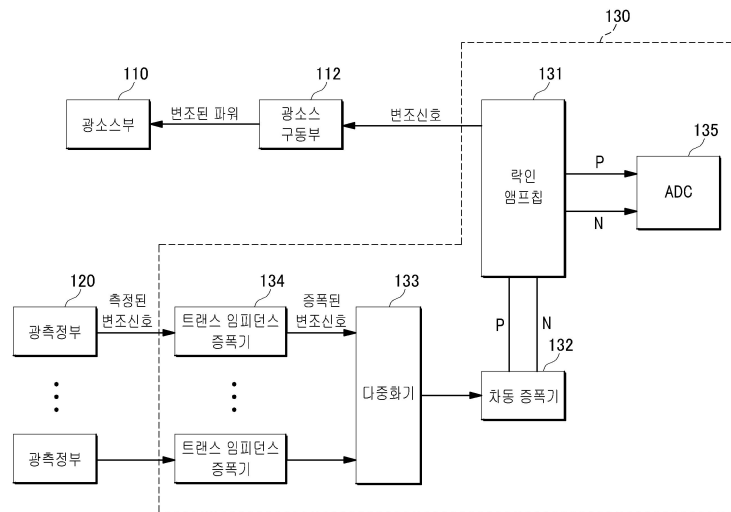 130
110
112
131
광소스부
변조된 파워
광소스
구동부
변조신호
락인
앰프칩
P
N
135
ADC
120
측정된
변조신호
134
증폭된
변조신호
133
광측정부
트랜스 임피던스
증폭기
다중화기
P
N
132
차동 증폭기
광측정부
트랜스 임피던스
증폭기